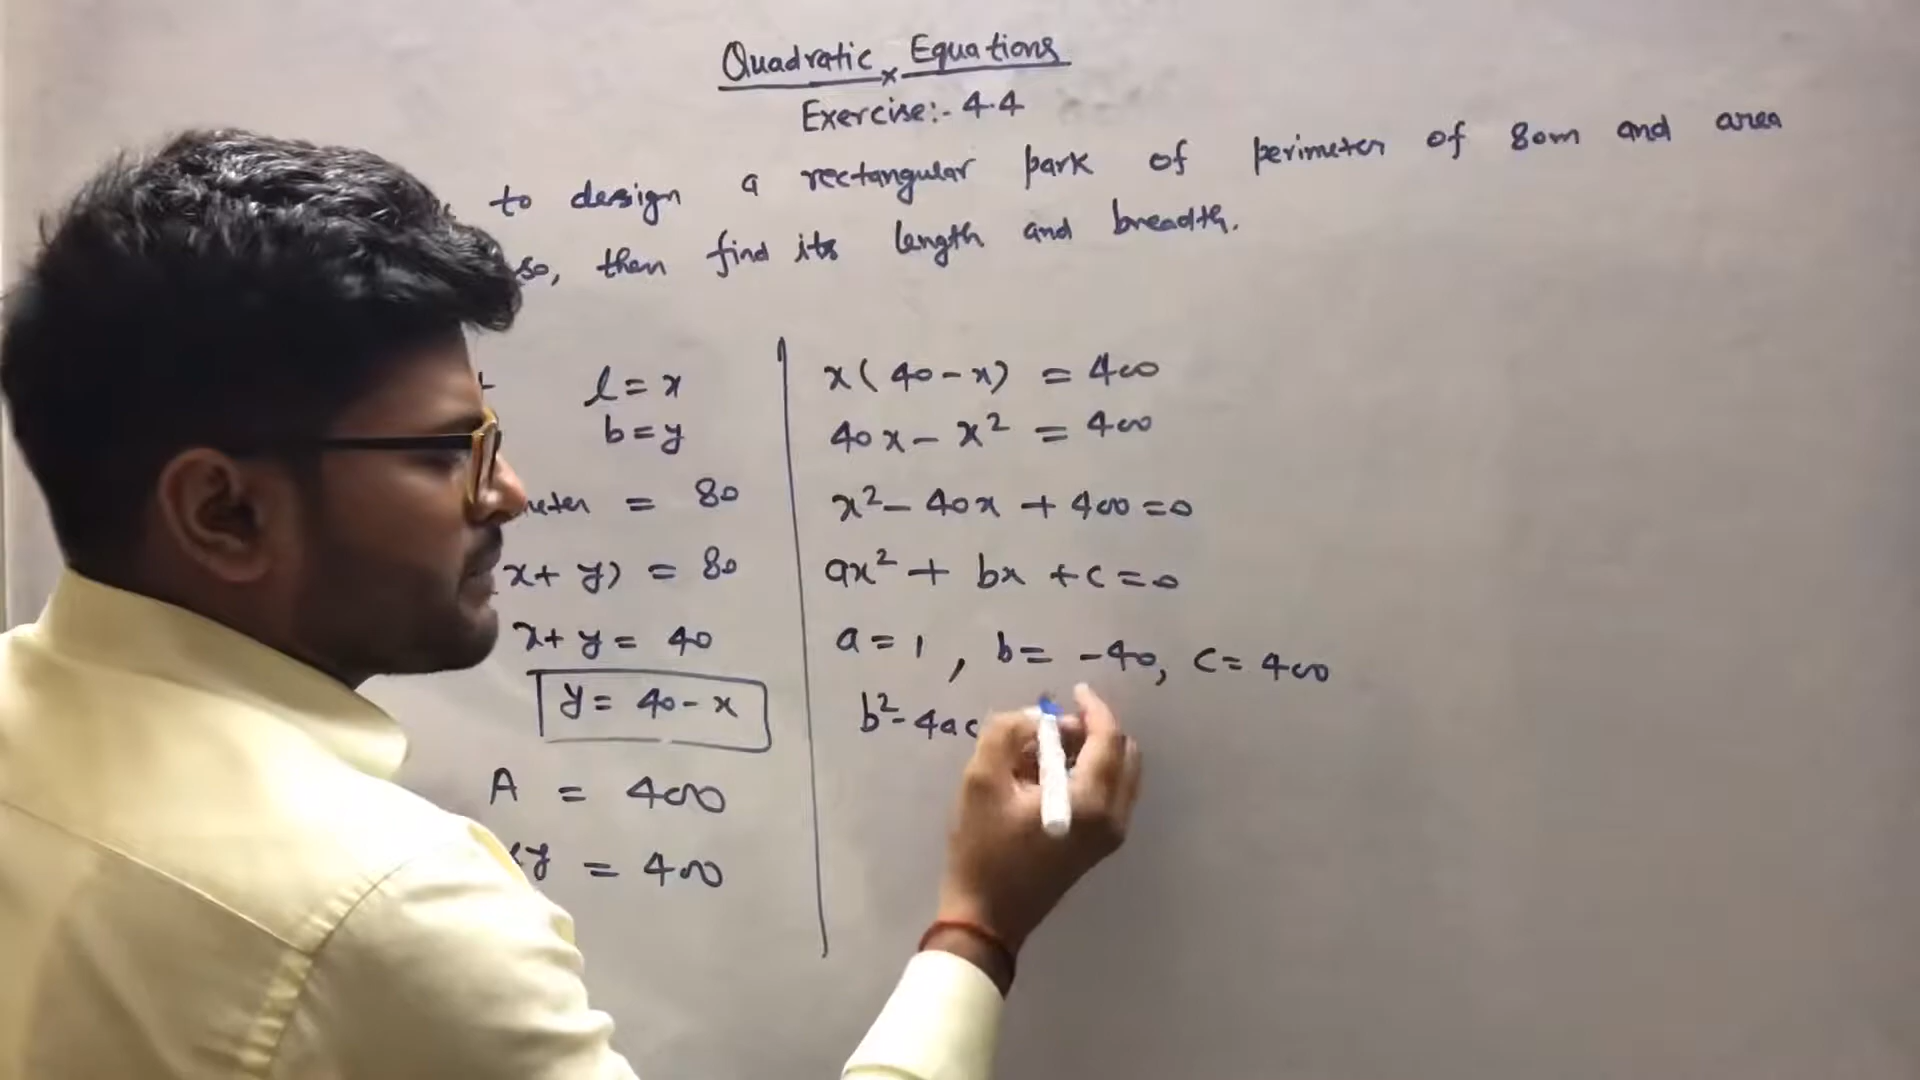 Quadratic Equations
Exercise:- 4.4
to design a rectangular park of perimeter of 80m and area
so, then find its length and breadth.
l = x
b = y
meter = 80
x + y) = 80
x + y = 40
y = 40 - x
A = 400
xy = 400
x(40 - x) = 400
40x - x² = 400
x² - 40x + 400 = 0
ax² + bx + c = 0
a = 1, b = -40, c = 400
b² - 4ac